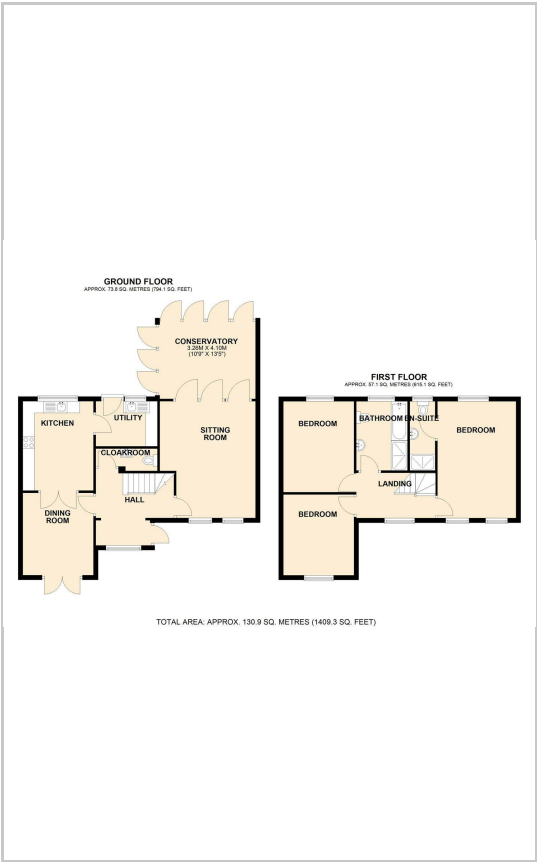 GROUND FLOOR
APPROX. 73.8 SQ. METRES (794.1 SQ. FEET)
CONSERVATORY
3.28M X 4.10M
(10'9" X 13'5")
KITCHEN
UTILITY
SITTING
ROOM
CLOAKROOM
HALL
DINING
ROOM
FIRST FLOOR
APPROX. 57.1 SQ. METRES (615.1 SQ. FEET)
BEDROOM
BATHROOM
EN-SUITE
BEDROOM
LANDING
BEDROOM
TOTAL AREA: APPROX. 130.9 SQ. METRES (1409.3 SQ. FEET)